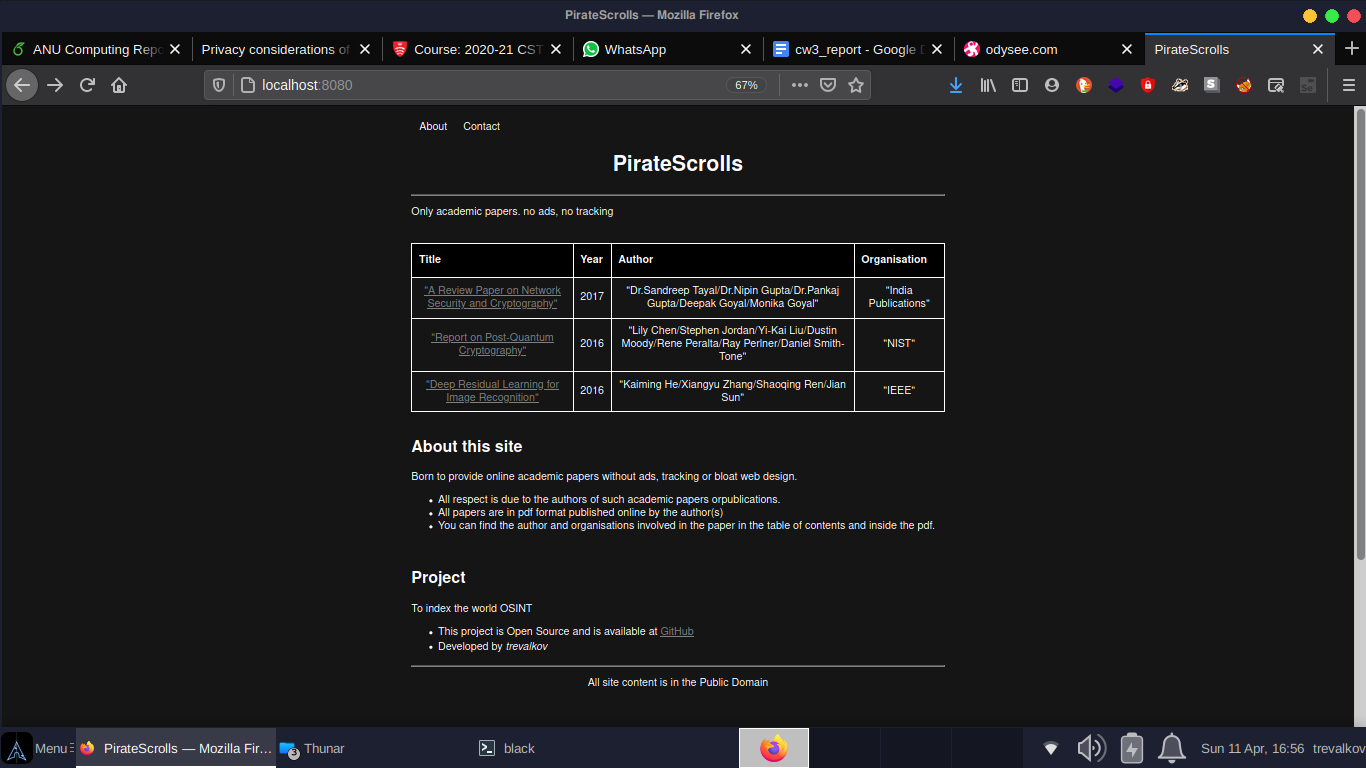 PirateScrolls — Mozilla Firefox
ANU Computing Repo
Privacy considerations of
Course: 2020-21 CST
WhatsApp
cw3_report - Google D
odysee.com
PirateScrolls
localhost:8080
67%
About Contact
PirateScrolls
Only academic papers. no ads, no tracking
Title Year Author Organisation
"A Review Paper on Network
Security and Cryptography"
2017
"Dr.Sandreep Tayal/Dr.Nipin Gupta/Dr.Pankaj
Gupta/Deepak Goyal/Monika Goyal"
"India
Publications"
"Report on Post-Quantum
Cryptography"
2016
"Lily Chen/Stephen Jordan/Yi-Kai Liu/Dustin
Moody/Rene Peralta/Ray Perlner/Daniel Smith-
Tone"
"NIST"
"Deep Residual Learning for
Image Recognition"
2016
"Kaiming He/Xiangyu Zhang/Shaoqing Ren/Jian
Sun"
"IEEE"
About this site
Born to provide online academic papers without ads, tracking or bloat web design.
• All respect is due to the authors of such academic papers orpublications.
• All papers are in pdf format published online by the author(s)
• You can find the author and organisations involved in the paper in the table of contents and inside the pdf.
Project
To index the world OSINT
• This project is Open Source and is available at GitHub
• Developed by trevalkov
All site content is in the Public Domain
Menu
PirateScrolls — Mozilla Fir...
3
Thunar
black
Sun 11 Apr, 16:56
trevalkov